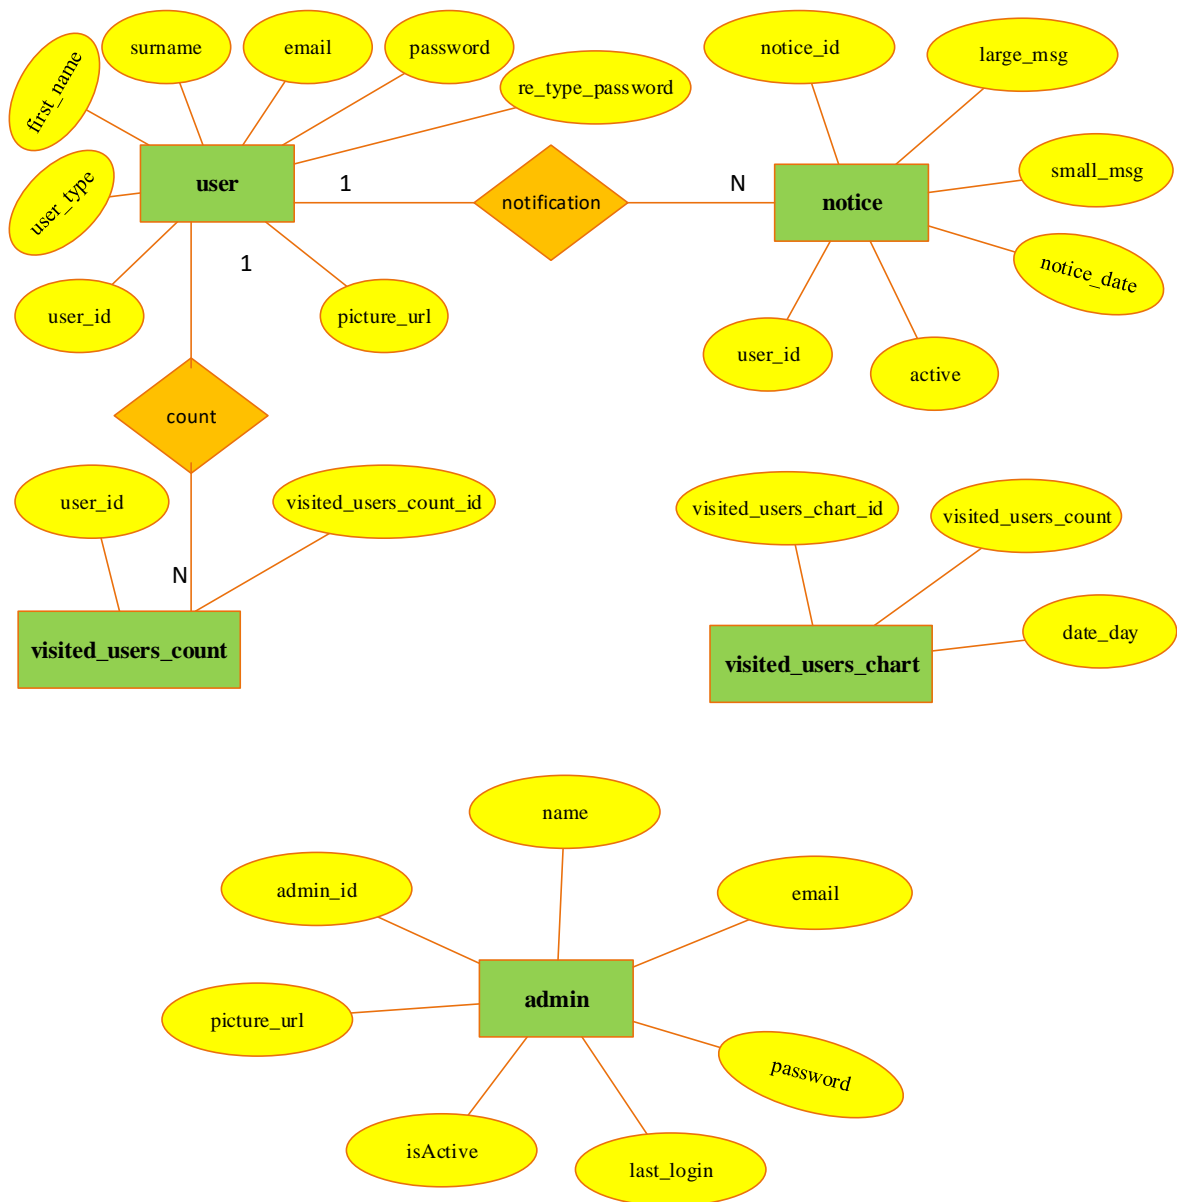 surname
email
password
notice_id
large_msg
first_name
re_type_password
user
1
notification
N
notice
small_msg
user_type
1
notice_date
user_id
picture_url
user_id
active
count
user_id
visited_users_count_id
visited_users_chart_id
visited_users_count
N
date_day
visited_users_count
visited_users_chart
name
admin_id
email
admin
picture_url
password
isActive
last_login